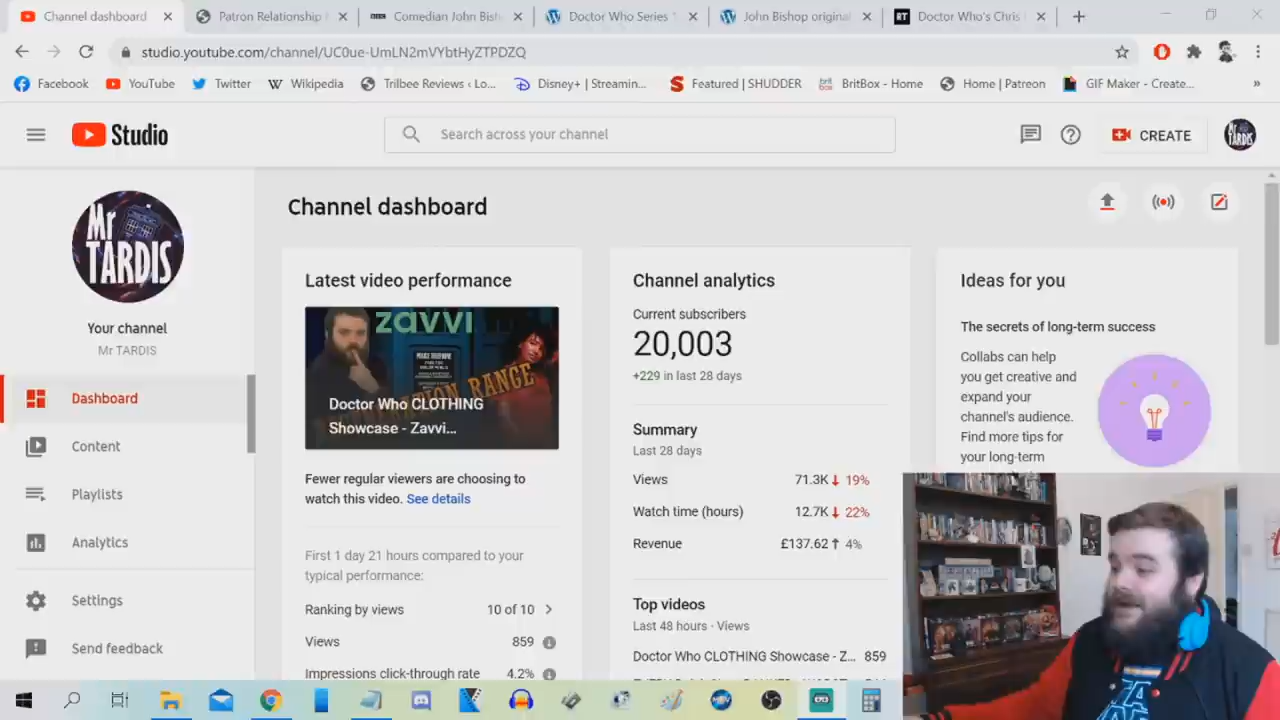 Channel dashboard
Patron Relationship
Comedian John Bish
Doctor Who Series
John Bishop original
RT
Doctor Who's Chris
studio.youtube.com/channel/UC0ue-UmLN2mVYbtHyZTPDZQ
Facebook
YouTube
Twitter
Wikipedia
Trilbee Reviews ‹ Lo...
Disney+ | Streamin...
Featured | SHUDDER
BritBox - Home
Home | Patreon
GIF Maker - Create...
»
Studio
Search across your channel
CREATE
Mr TARDIS
Mr
TARDIS
Your channel
Mr TARDIS
Dashboard
Content
Playlists
Analytics
Settings
Send feedback
Channel dashboard
Latest video performance
zavvi
REGENERATION RANGE
Doctor Who CLOTHING
Showcase - Zavvi...
Fewer regular viewers are choosing to
watch this video. See details
First 1 day 21 hours compared to your
typical performance:
Ranking by views 10 of 10
Views 859
Impressions click-through rate 4.2%
Channel analytics
Current subscribers
20,003
+229 in last 28 days
Summary
Last 28 days
Views 71.3K 19%
Watch time (hours) 12.7K 22%
Revenue £137.62 4%
Top videos
Last 48 hours · Views
Doctor Who CLOTHING Showcase - Z... 859
Ideas for you
The secrets of long-term success
Collabs can help
you get creative and
expand your
channel's audience.
Find more tips for
your long-term